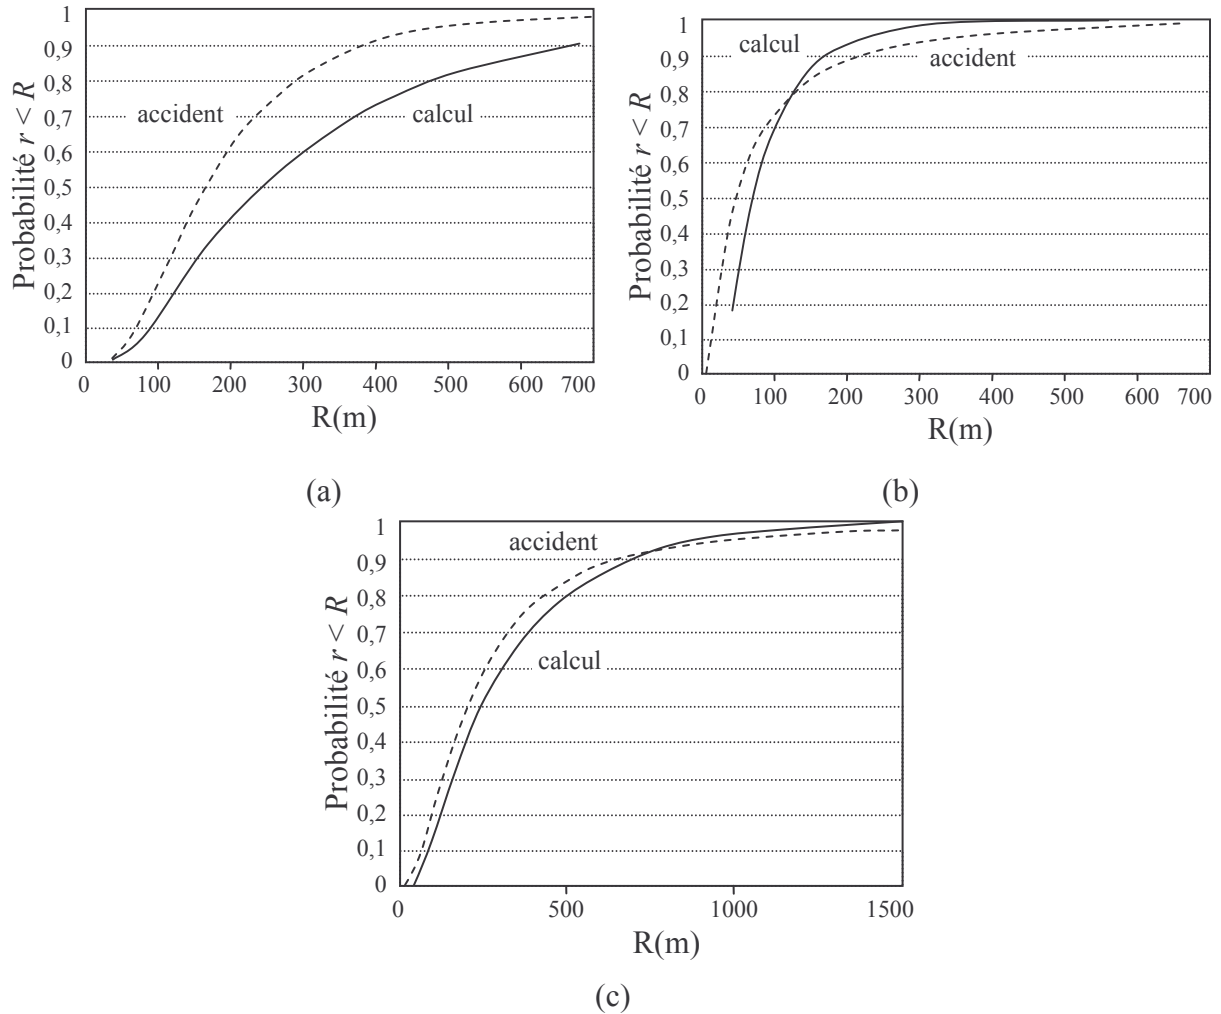 1
0,9
0,8
0,7
0,6
0,5
0,4
0,3
0,2
0,1
0
Probabilité r < R
accident
calcul
0 100 200 300 400 500 600 700
R(m)
(a)
1
0,9
0,8
0,7
0,6
0,5
0,4
0,3
0,2
0,1
0
Probabilité r < R
calcul
accident
0 100 200 300 400 500 600 700
R(m)
(b)
1
0,9
0,8
0,7
0,6
0,5
0,4
0,3
0,2
0,1
0
Probabilité r < R
accident
calcul
0 500 1000 1500
R(m)
(c)